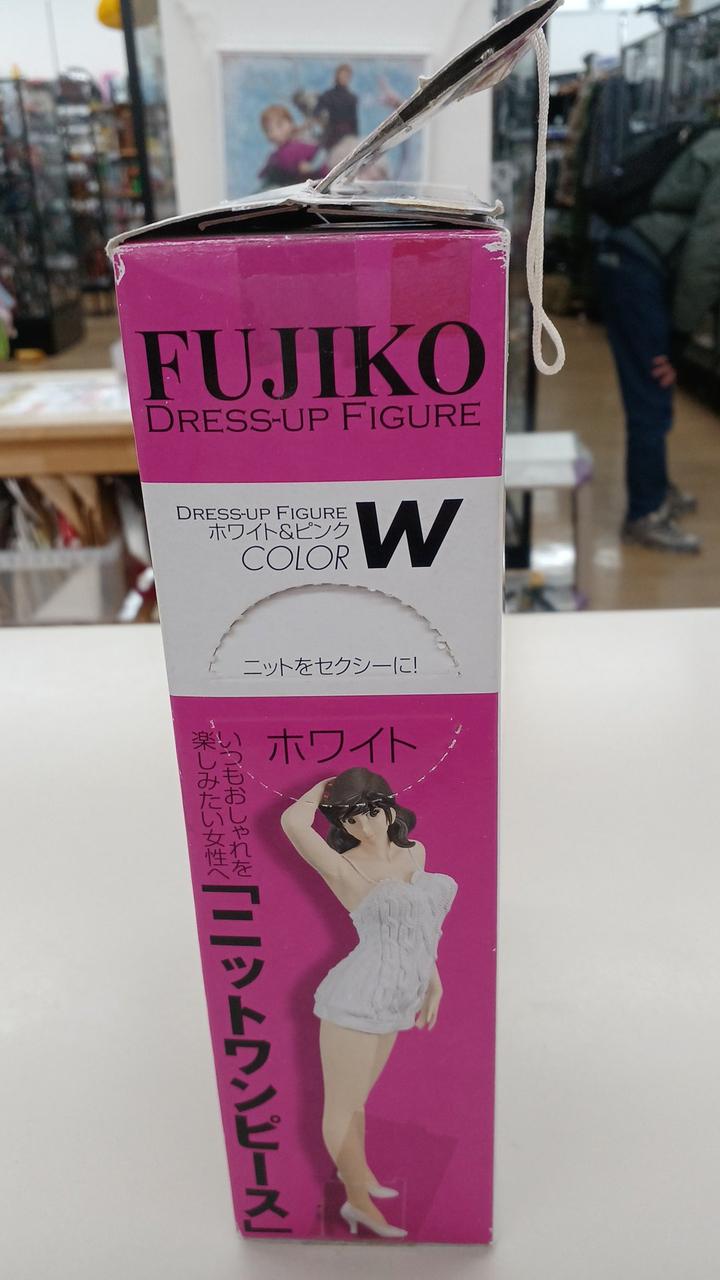 FUJIKO
DRESS-UP FIGURE
DRESS-UP FIGURE
ホワイト&ピンク
COLOR W
ニットをセクシーに!
ホワイト
いつもおしゃれを
楽しみたい女性へ
「ニットワンピース」